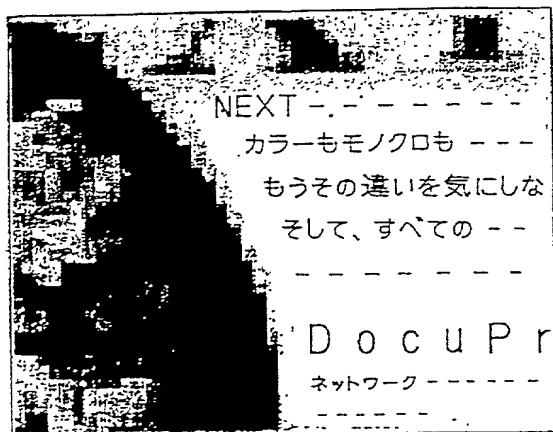 NEXT - - - - - - -
カラーもモノクロも - - -
もうその違いを気にしな
そして、すべての - -
- - - - - - -
DocuPr
ネットワーク - - - - - -
- - - - - -